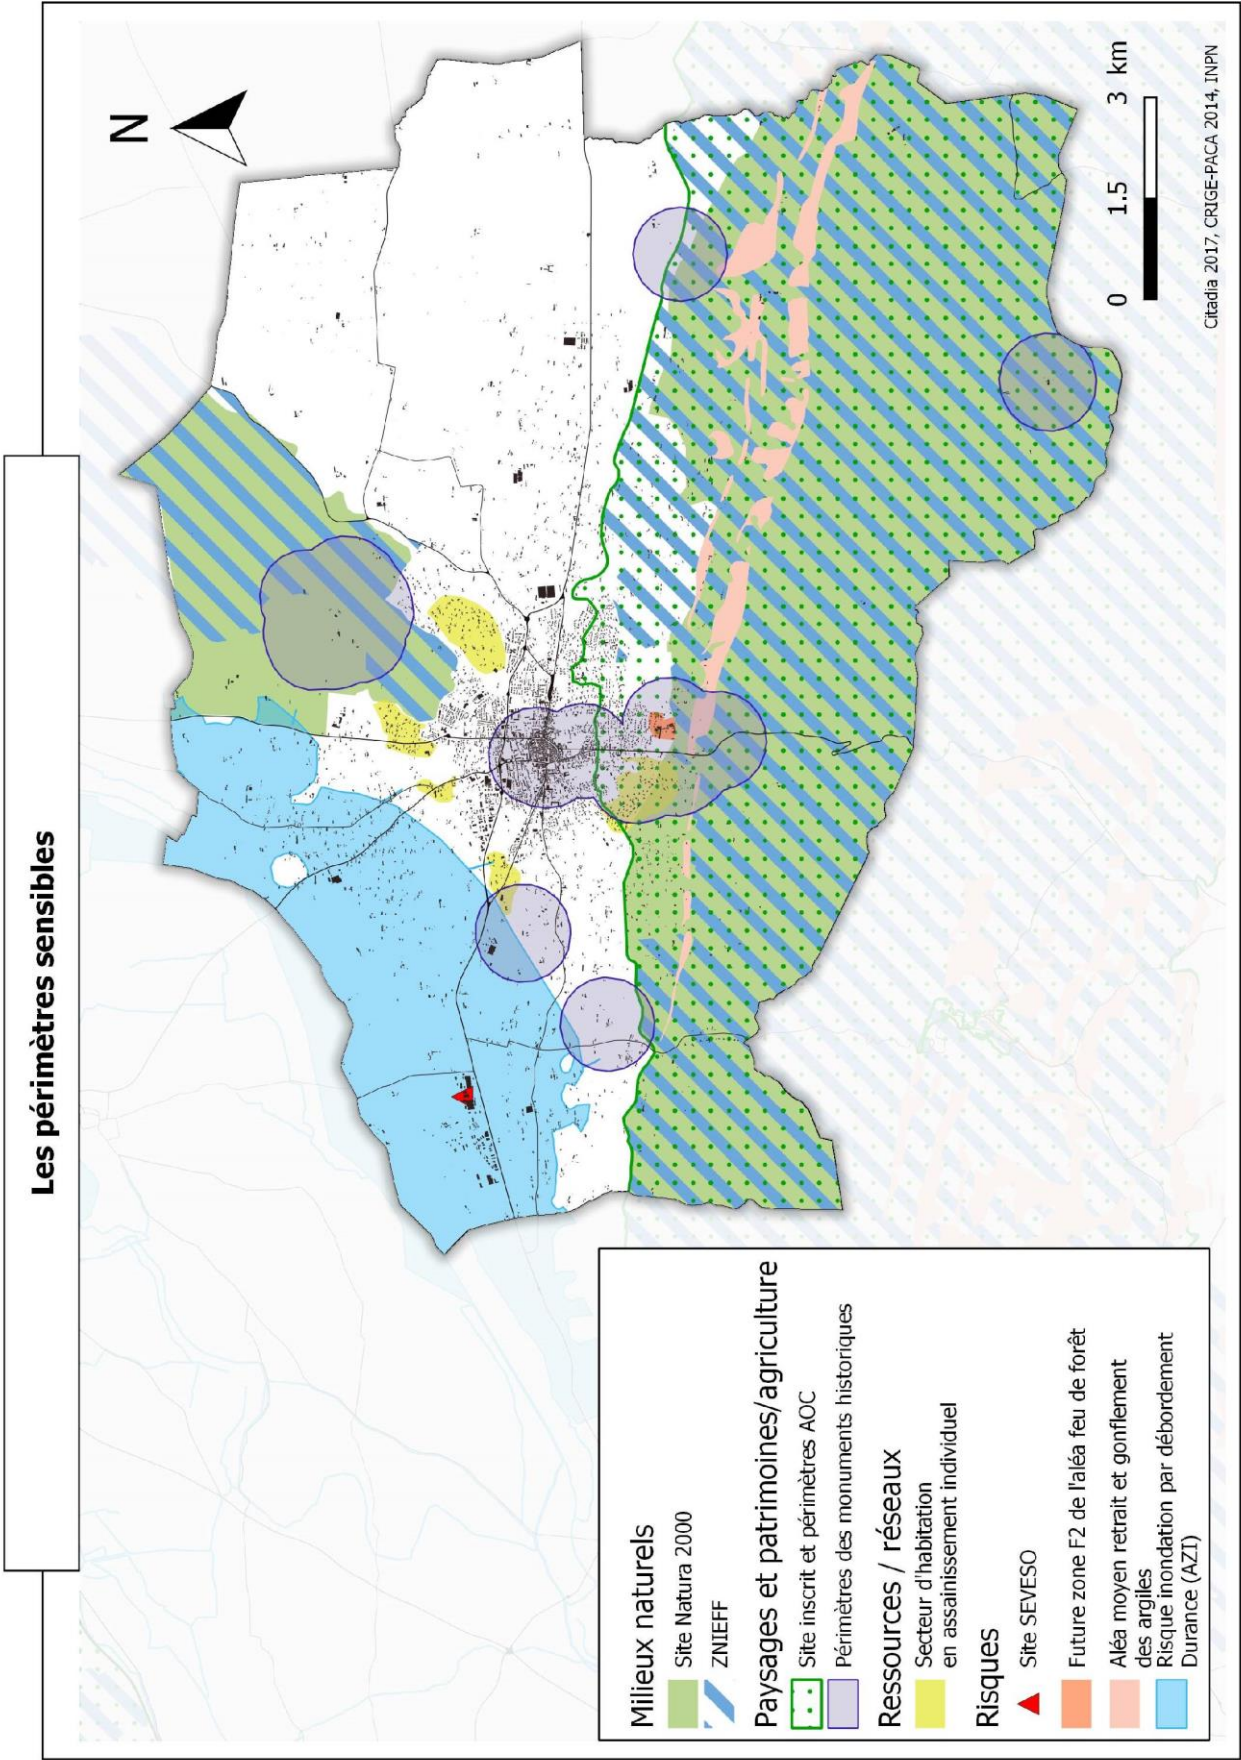 Les périmètres sensibles
N
Milieux naturels
Site Natura 2000
ZNIEFF
Paysages et patrimoines/agriculture
Site inscrit et périmètres AOC
Périmètres des monuments historiques
Ressources / réseaux
Secteur d'habitation
en assainissement individuel
Risques
Site SEVESO
Future zone F2 de l'aléa feu de forêt
Aléa moyen retrait et gonflement
des argiles
Risque inondation par débordement
Durance (AZI)
0 1.5 3 km
Citadia 2017, CRIGE-PACA 2014, INPN